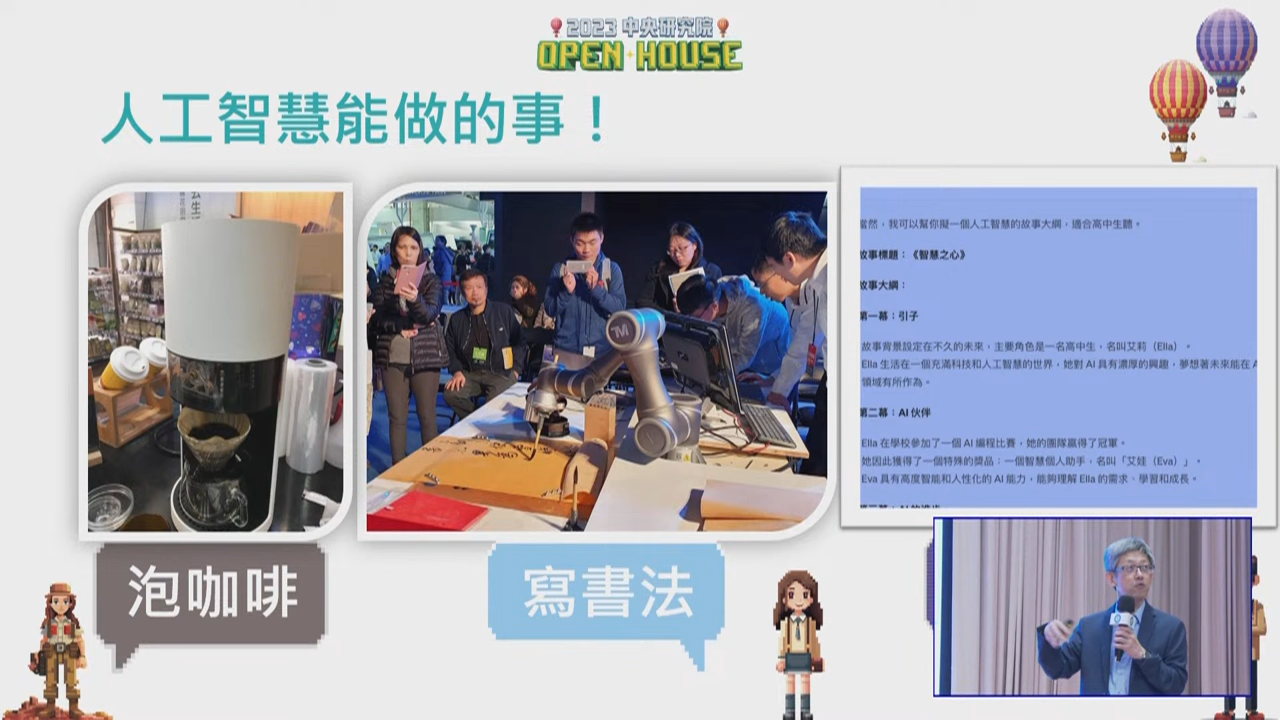 2023 中央研究院
OPEN HOUSE
人工智慧能做的事！
當然，我可以幫你擬一個人工智慧的故事大綱，適合高中生聽。
故事標題：《智慧之心》
故事大綱：
第一幕：引子
故事背景設定在不久的未來，主要角色是一名高中生，名叫艾莉（Ella）。
Ella 生活在一個充滿科技和人工智慧的世界，她對 AI 具有濃厚的興趣，夢想著未來能在 A
領域有所作為。
第二幕：AI 伙伴
Ella 在學校參加了一個 AI 編程比賽，她的團隊贏得了冠軍。
她因此獲得了一個特殊的獎品：一個智慧個人助手，名叫「艾娃（Eva）」。
Eva 具有高度智能和人性化的 AI 能力，能夠理解 Ella 的需求、學習和成長。
TM
泡咖啡
寫書法